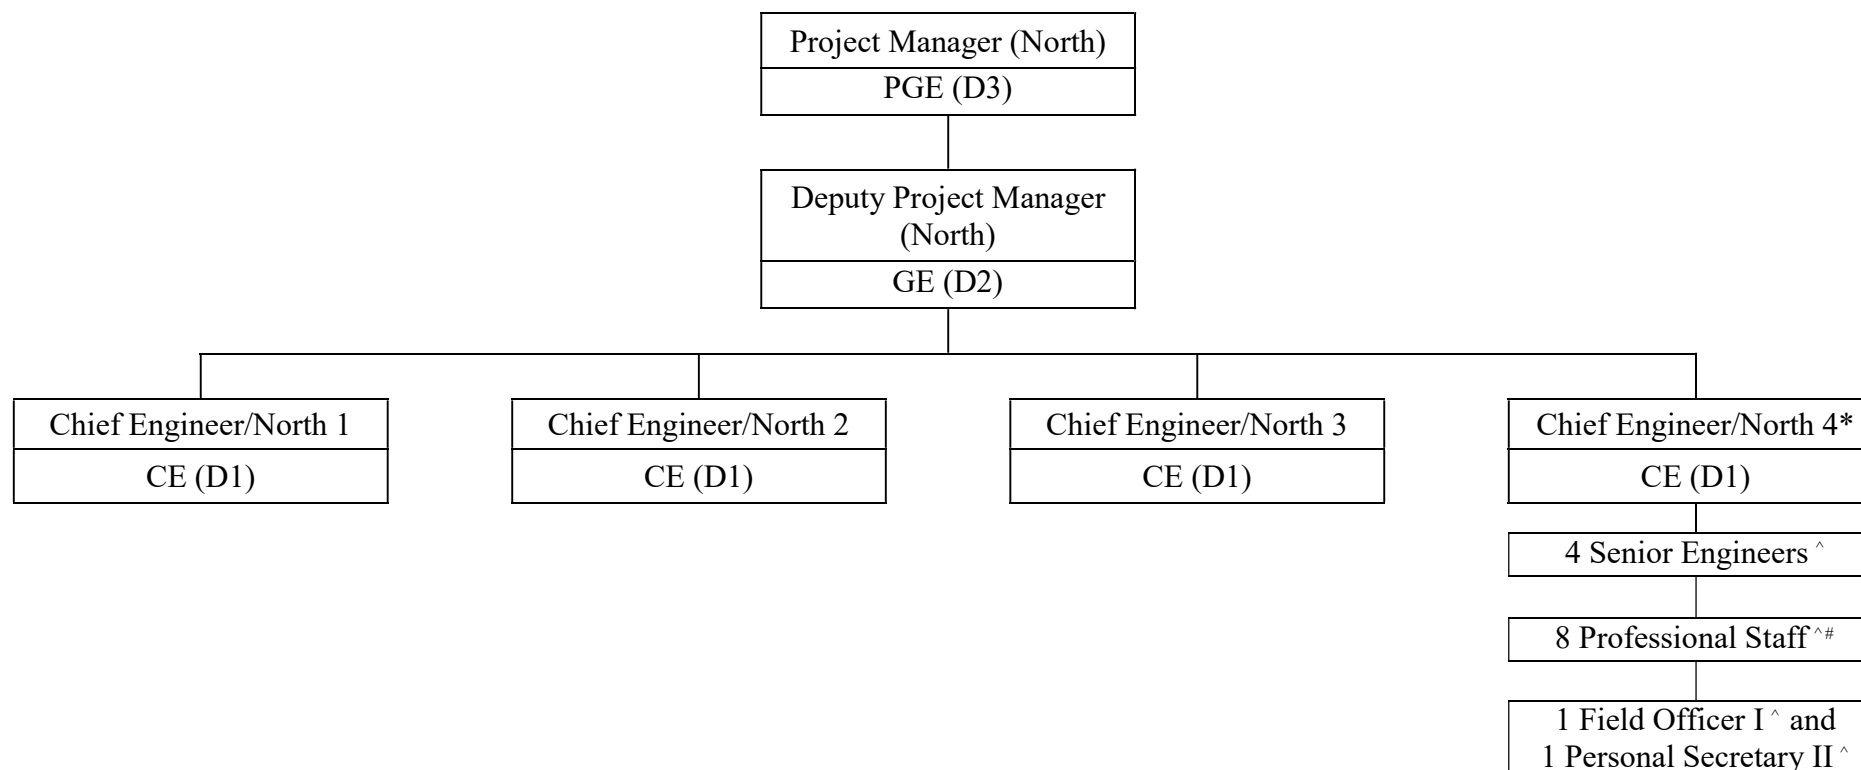 Project Manager (North)
PGE (D3)
Deputy Project Manager
(North)
GE (D2)
Chief Engineer/North 1
CE (D1)
Chief Engineer/North 2
CE (D1)
Chief Engineer/North 3
CE (D1)
Chief Engineer/North 4*
CE (D1)
4 Senior Engineers ^
8 Professional Staff ^#
1 Field Officer I ^ and
1 Personal Secretary II ^